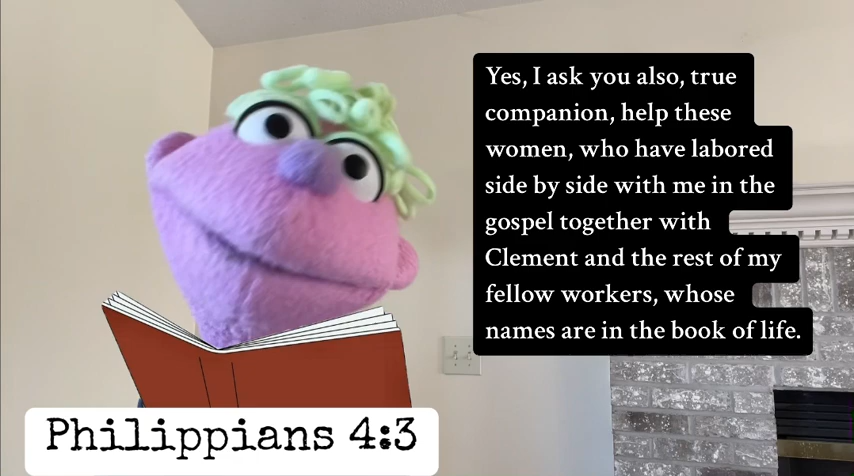 Yes, I ask you also, true
companion, help these
women, who have labored
side by side with me in the
gospel together with
Clement and the rest of my
fellow workers, whose
names are in the book of life.
Philippians 4:3